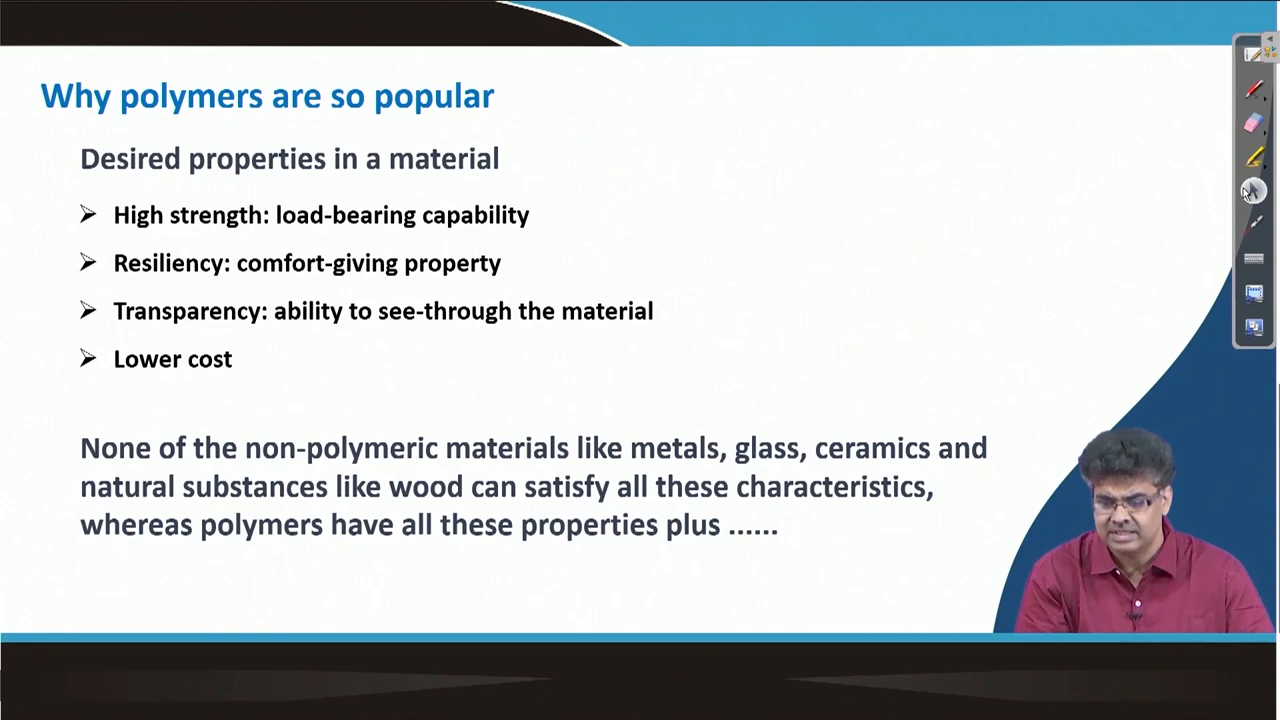 Why polymers are so popular
Desired properties in a material
High strength: load-bearing capability
Resiliency: comfort-giving property
Transparency: ability to see-through the material
Lower cost
None of the non-polymeric materials like metals, glass, ceramics and
natural substances like wood can satisfy all these characteristics,
whereas polymers have all these properties plus ......